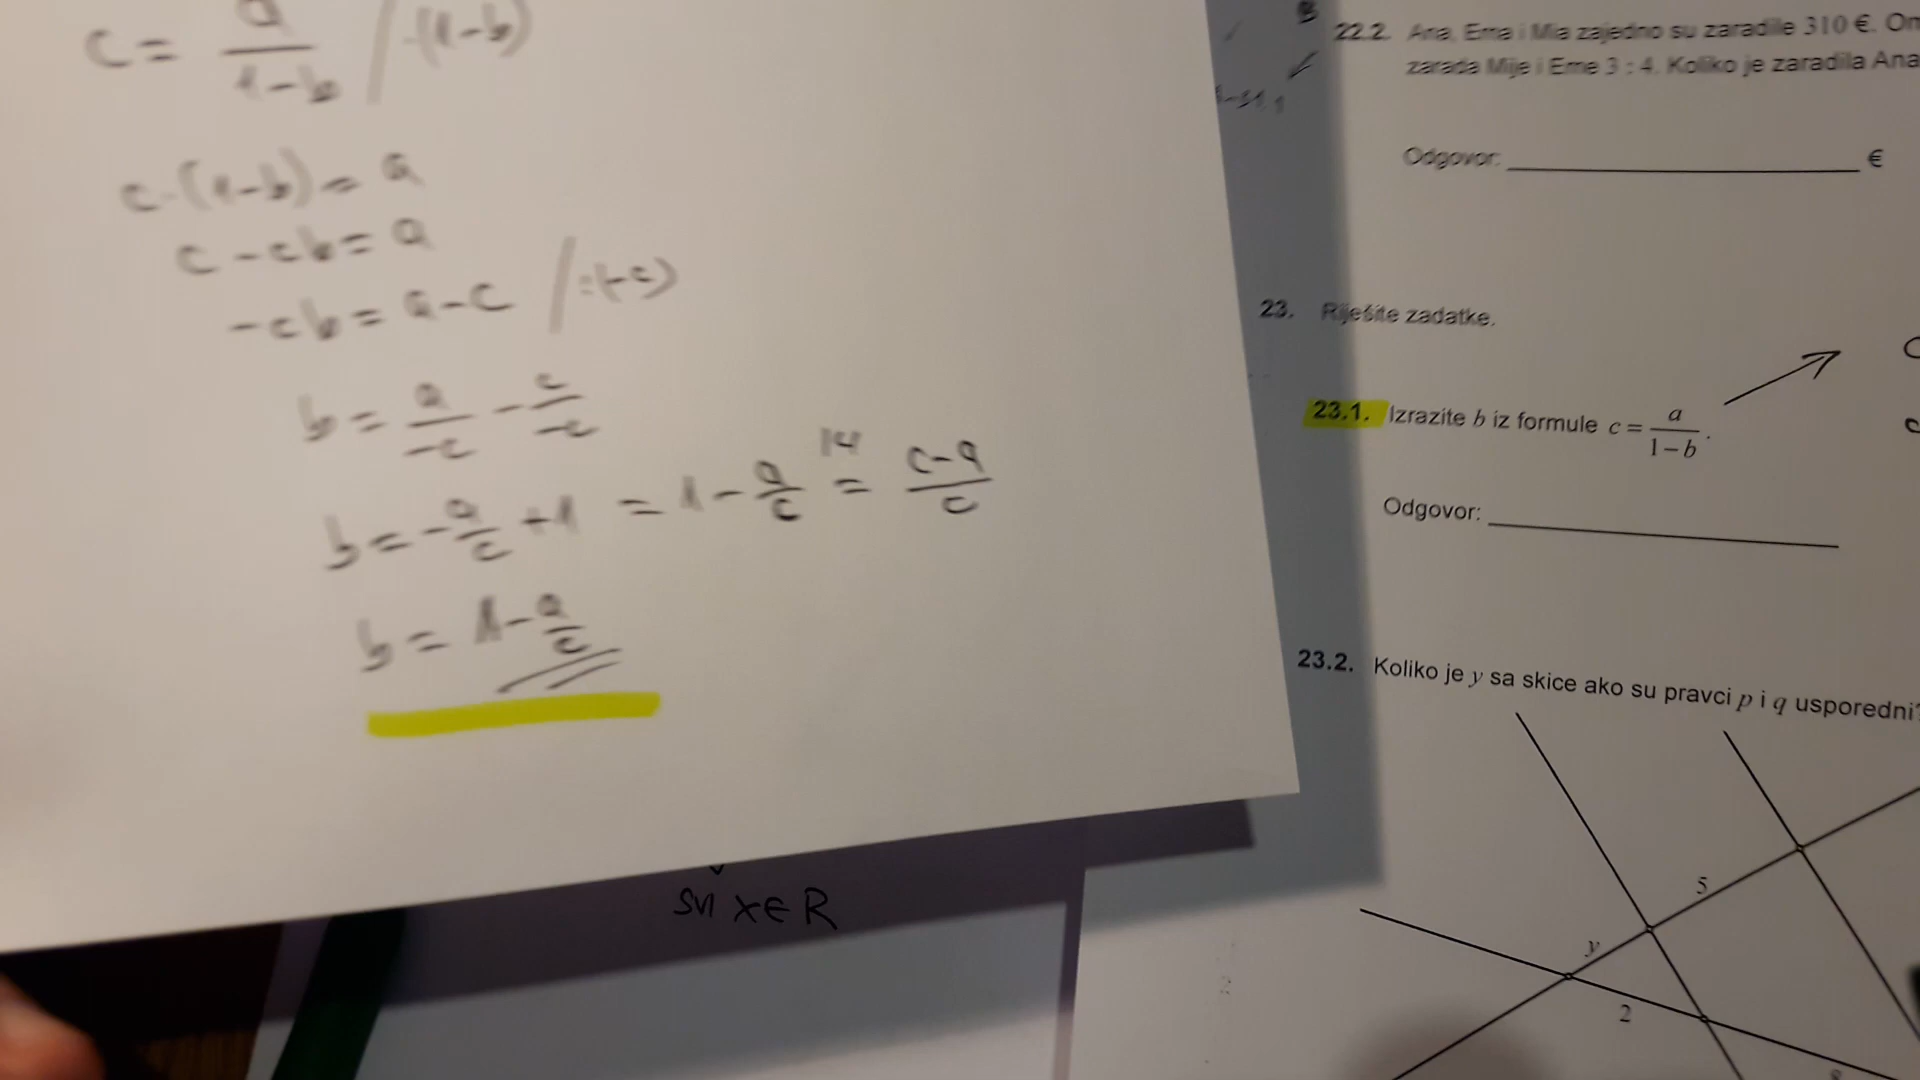 c = a/(1-b) / ·(1-b)
c·(1-b) = a
c - cb = a
-cb = a - c / :(-c)
b = a/-c - c/-c
b = -a/c + 1 = 1 - a/c = (c-a)/c
b = 1 - a/c
svi x∈R
22.2. Ana, Ema i Mia zajedno su zaradile 310 €.
zarada Mije i Eme 3 : 4. Koliko je zaradila Ana
Odgovor: €
23. Riješite zadatke.
23.1. Izrazite b iz formule c = a/(1-b).
Odgovor:
23.2. Koliko je y sa skice ako su pravci p i q usporedni?
5
y
2